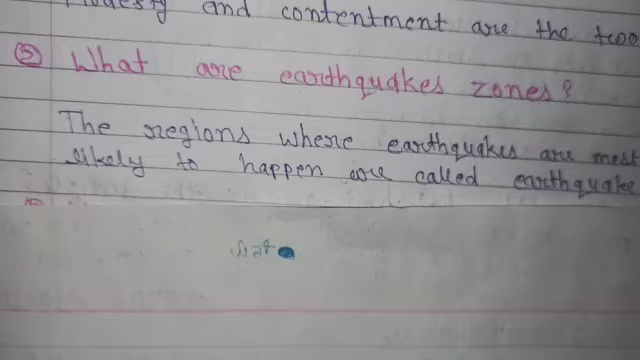 and contentment are the two
② What are earthquakes zones?
The regions where earthquakes are most
likely to happen are called earthquake